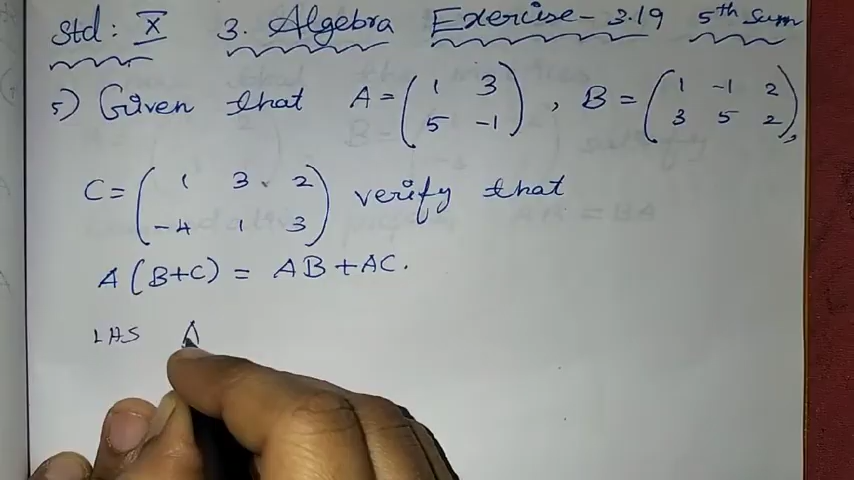 Std: X 3. Algebra Exercise - 3.19 5th Sum
5) Given that A = ( 1 3 ) , B = ( 1 -1 2 )
( 5 -1 ) ( 3 5 2 ),
C = ( 1 3 2 ) verify that
( -4 1 3 )
A (B+C) = AB + AC.
LHS A